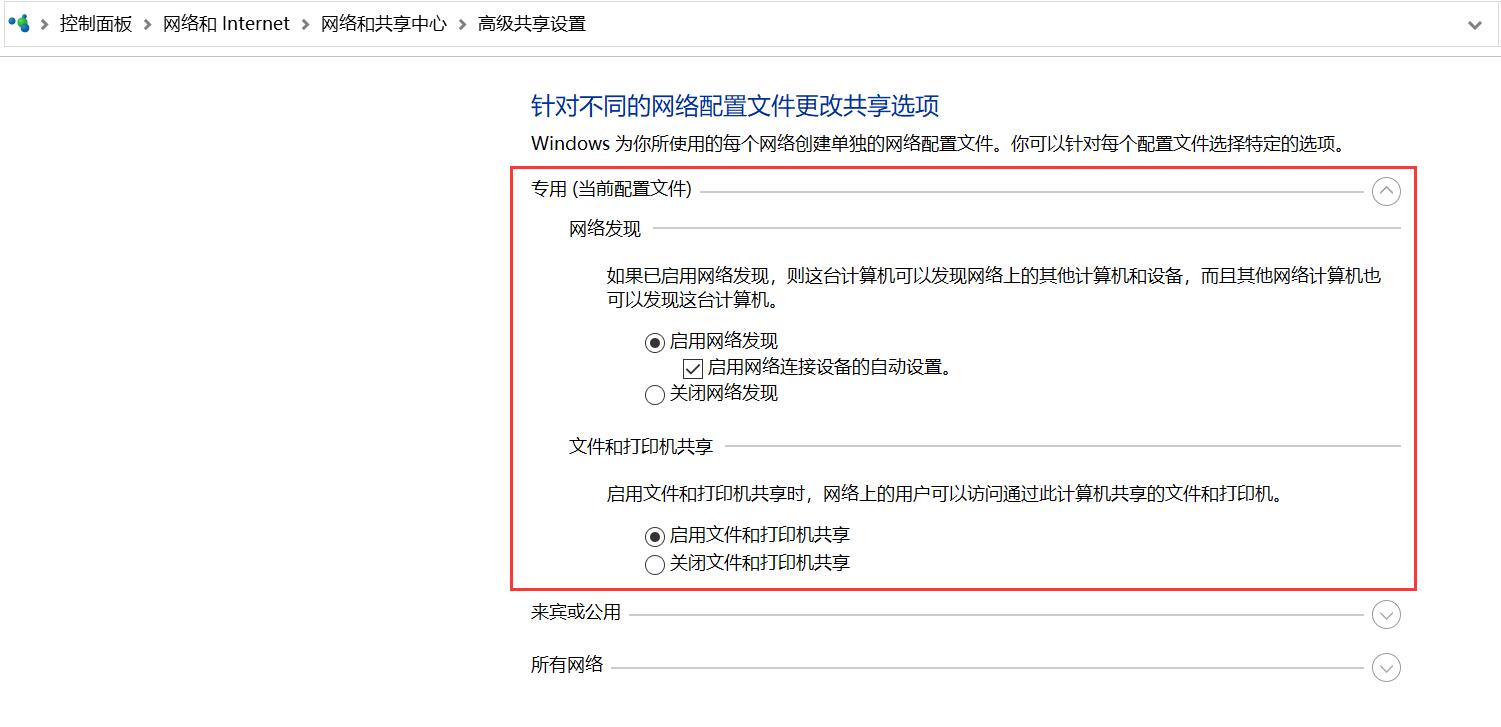 控制面板 网络和 Internet 网络和共享中心 高级共享设置
针对不同的网络配置文件更改共享选项
Windows 为你所使用的每个网络创建单独的网络配置文件。你可以针对每个配置文件选择特定的选项。
专用 (当前配置文件)
网络发现
如果已启用网络发现，则这台计算机可以发现网络上的其他计算机和设备，而且其他网络计算机也
可以发现这台计算机。
启用网络发现
启用网络连接设备的自动设置。
关闭网络发现
文件和打印机共享
启用文件和打印机共享时，网络上的用户可以访问通过此计算机共享的文件和打印机。
启用文件和打印机共享
关闭文件和打印机共享
来宾或公用
所有网络